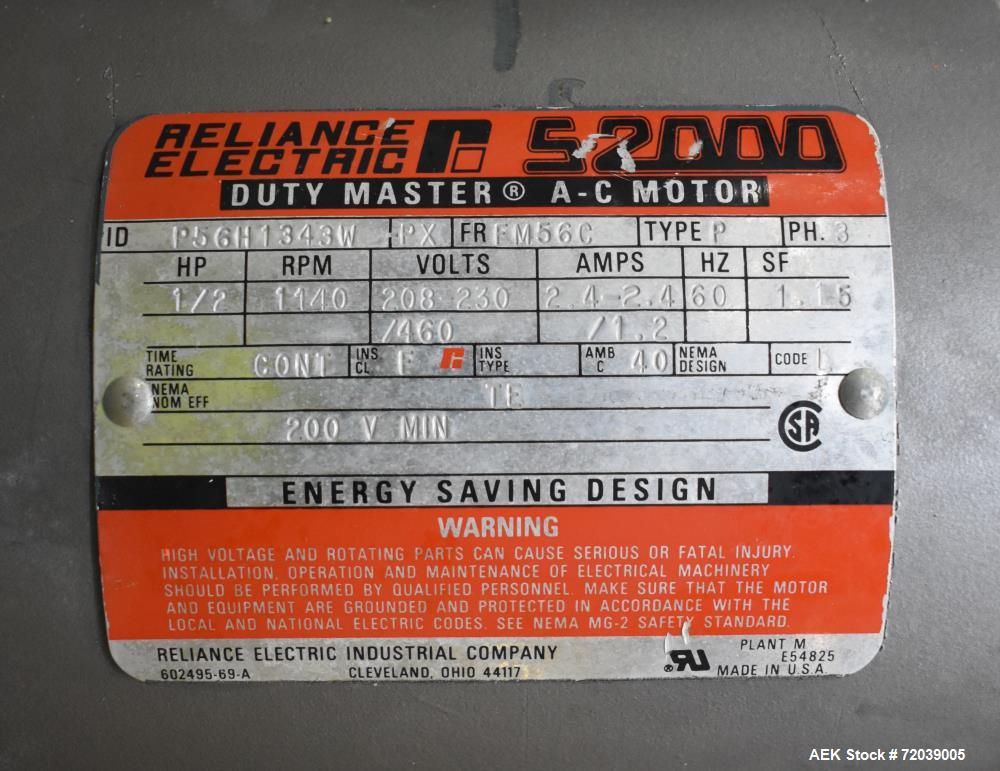 RELIANCE ELECTRIC S-2000
DUTY MASTER® A-C MOTOR
ID P56H1343W -PX FR FM56C TYPE P PH. 3
HP RPM VOLTS AMPS HZ SF
1/2 1140 208-230 2.4-2.4 60 1.15
/460 /1.2
TIME RATING CONT INS CL F INS TYPE AMB C 40 NEMA DESIGN CODE L
NEMA NOM EFF TE
200 V MIN
SA
ENERGY SAVING DESIGN
WARNING
HIGH VOLTAGE AND ROTATING PARTS CAN CAUSE SERIOUS OR FATAL INJURY.
INSTALLATION, OPERATION AND MAINTENANCE OF ELECTRICAL MACHINERY
SHOULD BE PERFORMED BY QUALIFIED PERSONNEL. MAKE SURE THAT THE MOTOR
AND EQUIPMENT ARE GROUNDED AND PROTECTED IN ACCORDANCE WITH THE
LOCAL AND NATIONAL ELECTRIC CODES. SEE NEMA MG-2 SAFETY STANDARD.
RELIANCE ELECTRIC INDUSTRIAL COMPANY
602495-69-A CLEVELAND, OHIO 44117
PLANT M
E54825
MADE IN U.S.A.
AEK Stock #72039005